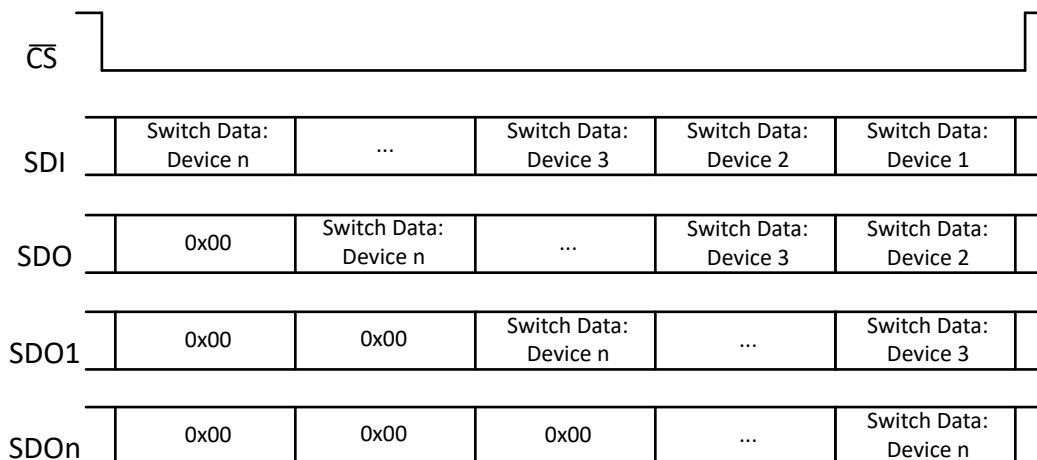 C̅S̅
SDI
Switch Data:
Device n
...
Switch Data:
Device 3
Switch Data:
Device 2
Switch Data:
Device 1
SDO
0x00
Switch Data:
Device n
...
Switch Data:
Device 3
Switch Data:
Device 2
SDO1
0x00
0x00
Switch Data:
Device n
...
Switch Data:
Device 3
SDOn
0x00
0x00
0x00
...
Switch Data:
Device n